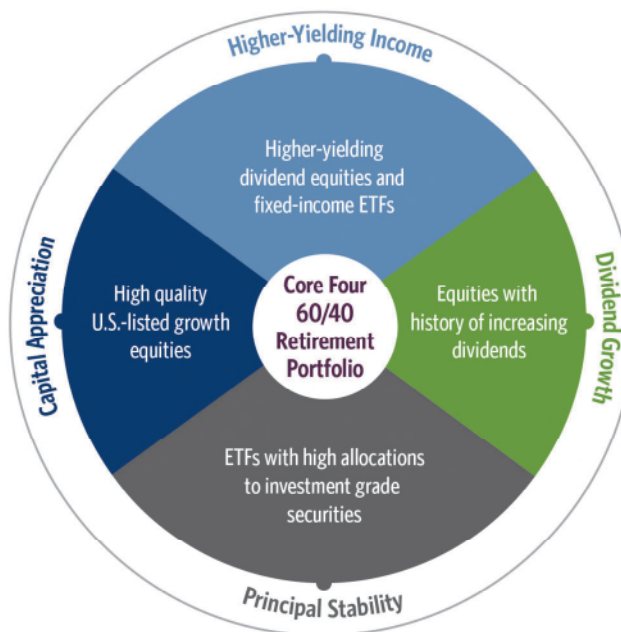 Higher-Yielding Income
Higher-yielding
dividend equities and
fixed-income ETFs
Capital Appreciation
High quality
U.S.-listed growth
equities
Core Four
60/40
Retirement
Portfolio
Equities with
history of increasing
dividends
Dividend Growth
ETFs with high allocations
to investment grade
securities
Principal Stability